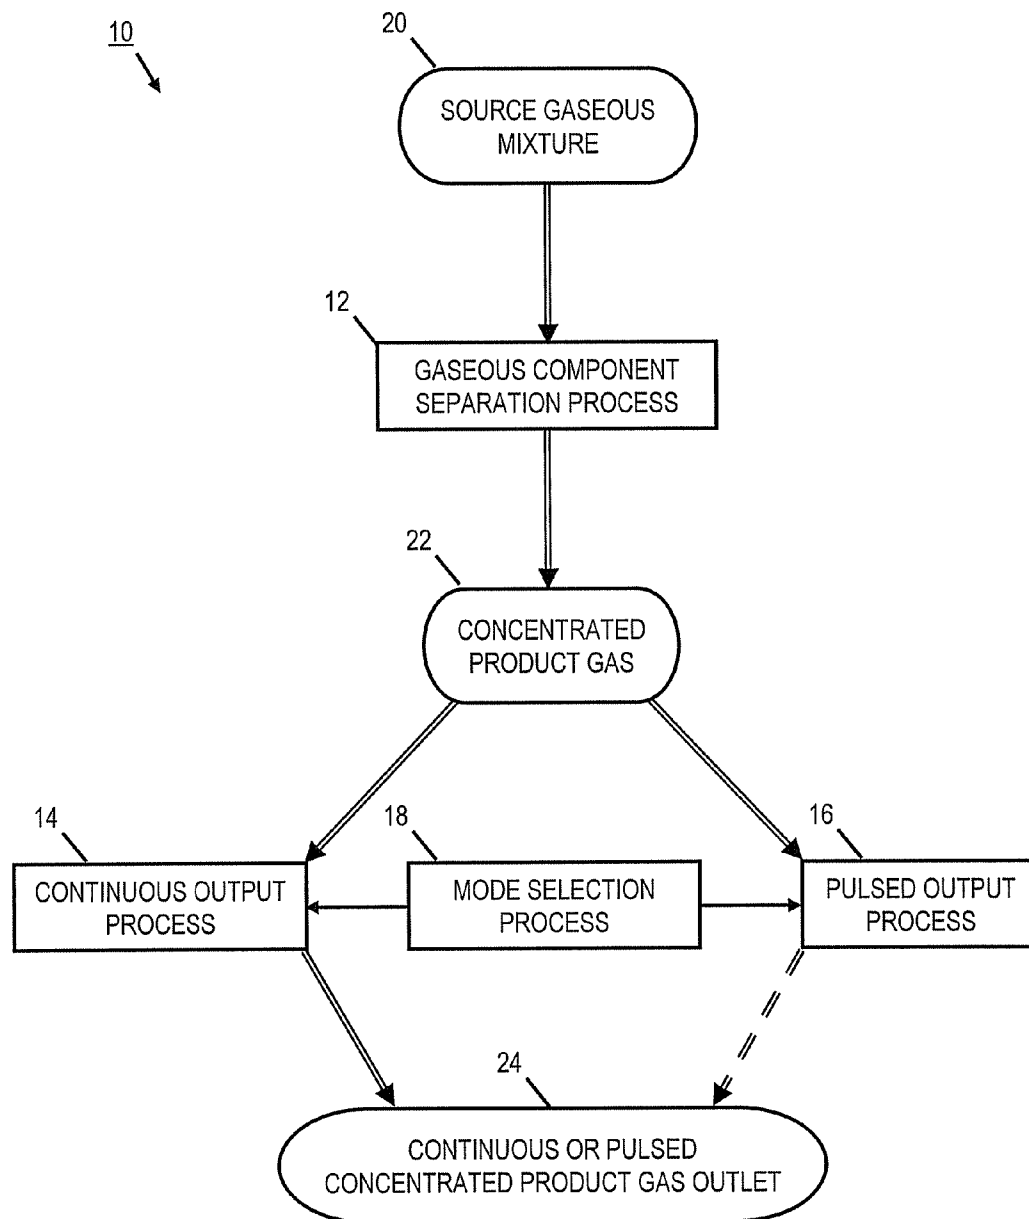 10
20
SOURCE GASEOUS
MIXTURE
12
GASEOUS COMPONENT
SEPARATION PROCESS
22
CONCENTRATED
PRODUCT GAS
14
CONTINUOUS OUTPUT
PROCESS
18
MODE SELECTION
PROCESS
16
PULSED OUTPUT
PROCESS
24
CONTINUOUS OR PULSED
CONCENTRATED PRODUCT GAS OUTLET